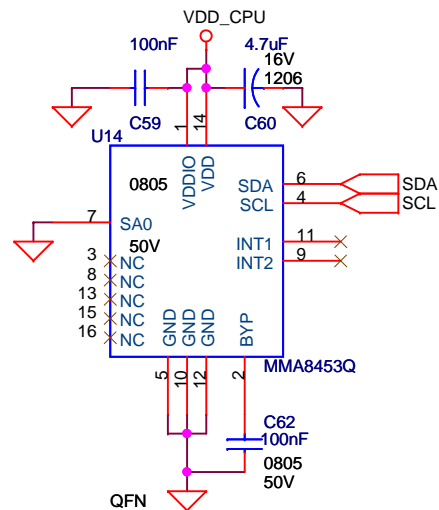 VDD_CPU
100nF
4.7uF
16V
1206
C59
C60
U14
1
14
VDDIO
VDD
0805
SDA
6
SDA
SCL
4
SCL
7
SA0
50V
INT1
11
INT2
9
3
NC
8
NC
13
NC
15
NC
16
NC
GND
GND
GND
BYP
5
10
12
2
MMA8453Q
C62
100nF
0805
50V
QFN